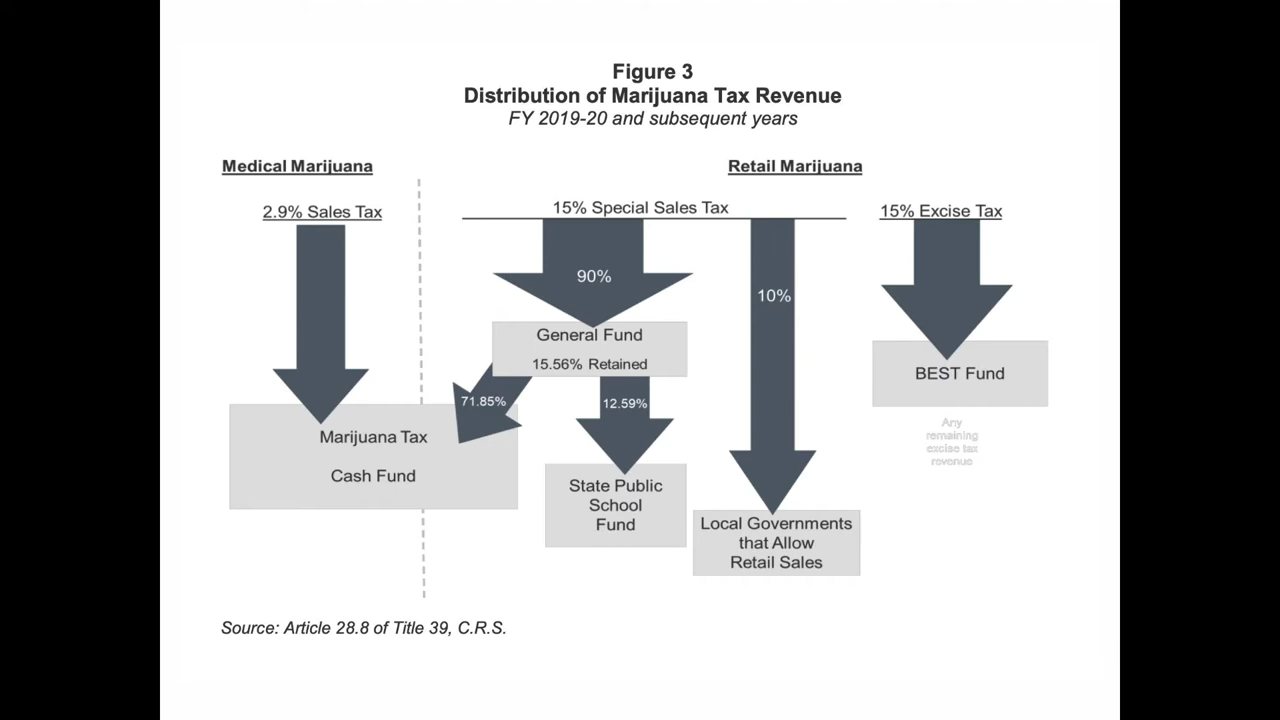 Figure 3
Distribution of Marijuana Tax Revenue
FY 2019-20 and subsequent years
Medical Marijuana
Retail Marijuana
2.9% Sales Tax
15% Special Sales Tax
15% Excise Tax
90%
10%
General Fund
15.56% Retained
BEST Fund
71.85%
12.59%
Any
remaining
excise tax
revenue
Marijuana Tax
Cash Fund
State Public
School
Fund
Local Governments
that Allow
Retail Sales
Source: Article 28.8 of Title 39, C.R.S.